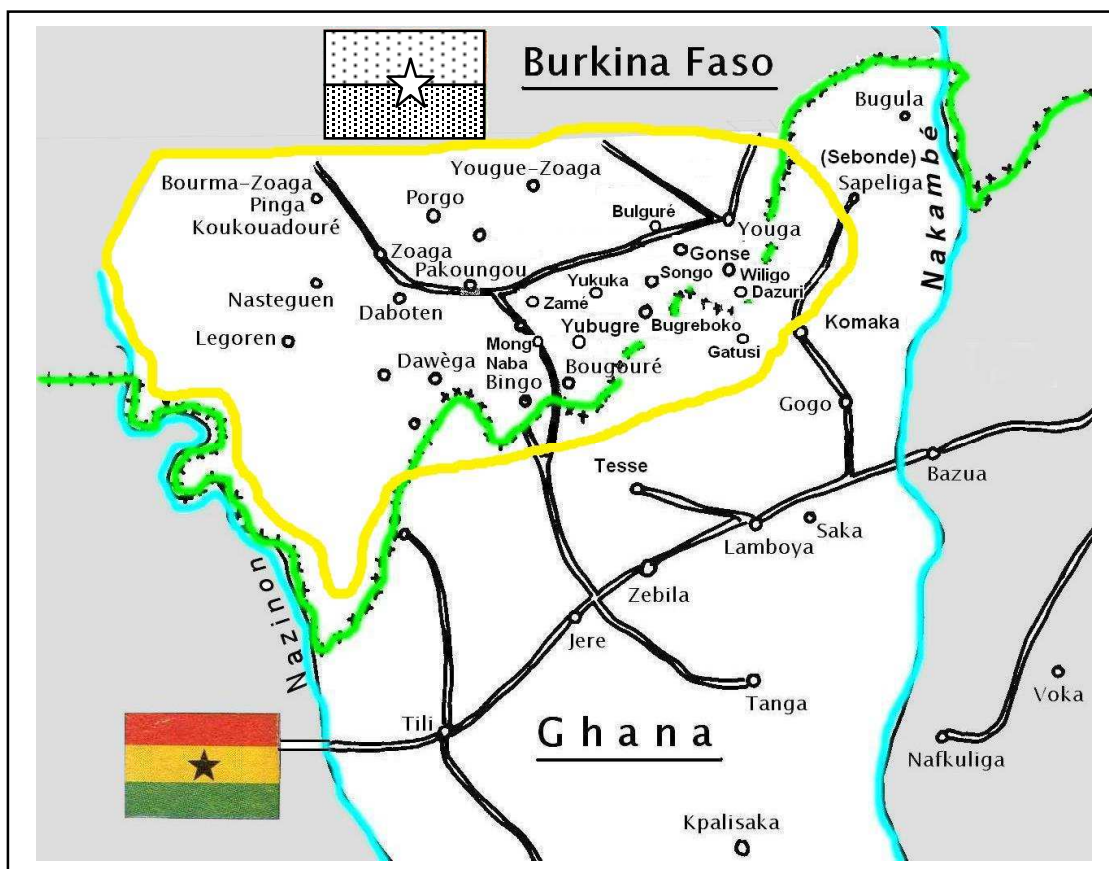 Burkina Faso
Bugula
(Sebonde)
Sapeliga
Nakambé
Yougue-Zoaga
Bourma-Zoaga
Pinga
Koukouadouré
Porgo
Bulguré
Youga
Zoaga
Gonse
Pakoungou
Songo
Wiligo
Dazuri
Yukuka
Nasteguen
Daboten
Zamé
Bugreboko
Komaka
Legoren
Mong
Naba
Yubugre
Gatusi
Dawèga
Bingo
Bougouré
Gogo
Tesse
Bazua
Saka
Lamboya
Zebila
Nazinon
Jere
Tanga
Voka
Tili
Ghana
Nafkuliga
Kpalisaka